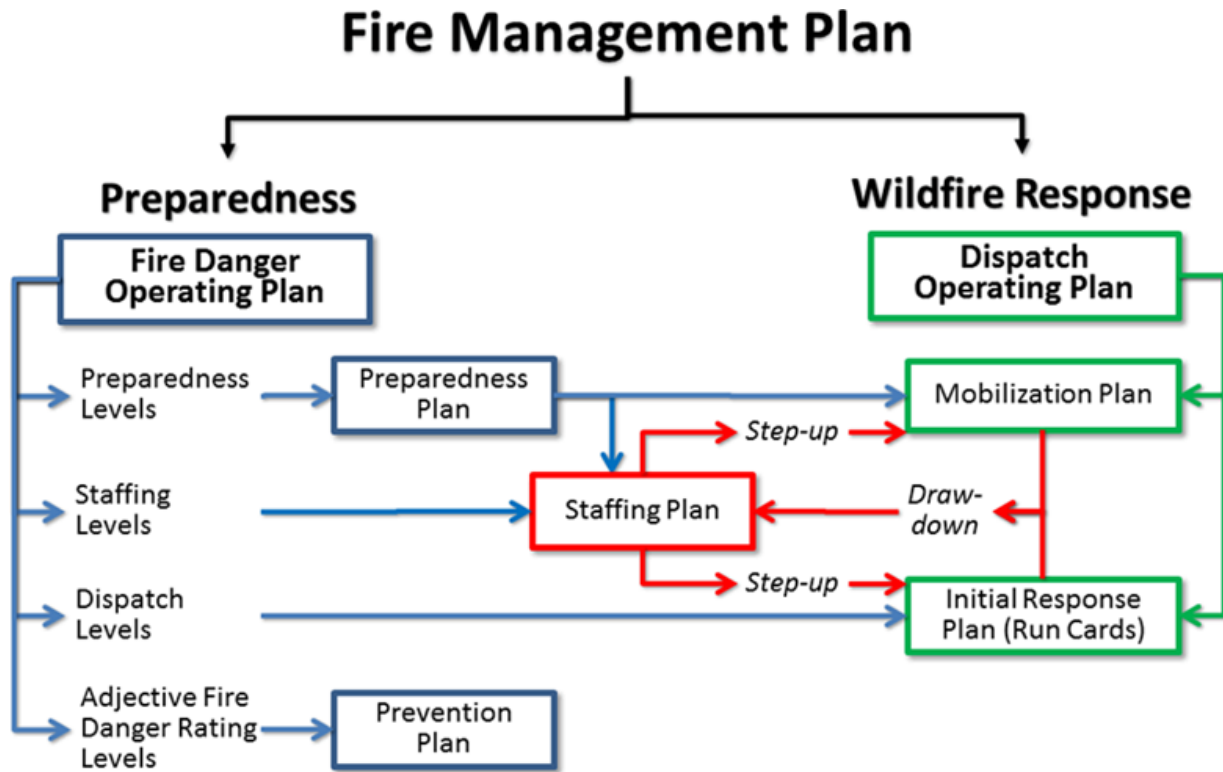 Fire Management Plan
Preparedness
Wildfire Response
Fire Danger
Operating Plan
Dispatch
Operating Plan
Preparedness
Levels
Preparedness
Plan
Mobilization Plan
Step-up
Staffing
Levels
Staffing Plan
Draw-
down
Step-up
Dispatch
Levels
Initial Response
Plan (Run Cards)
Adjective Fire
Danger Rating
Levels
Prevention
Plan